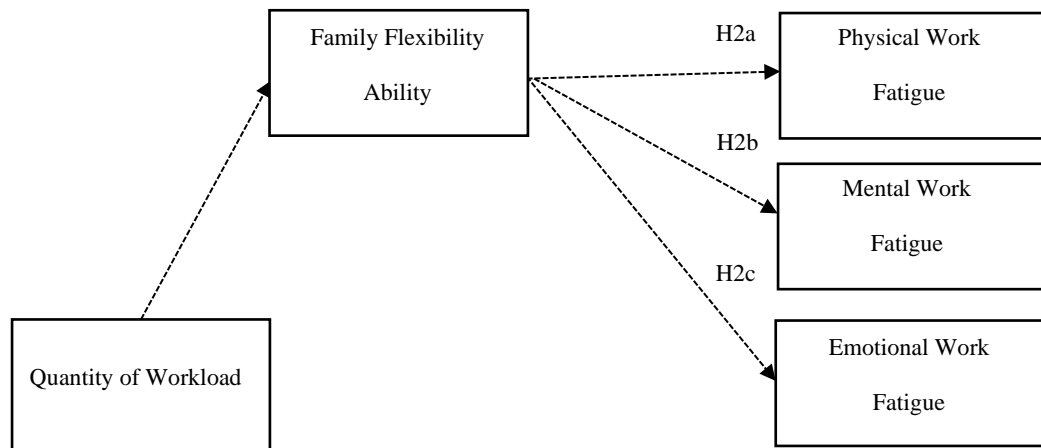 Family Flexibility
Ability
H2a
Physical Work
Fatigue
H2b
Mental Work
Fatigue
H2c
Emotional Work
Fatigue
Quantity of Workload